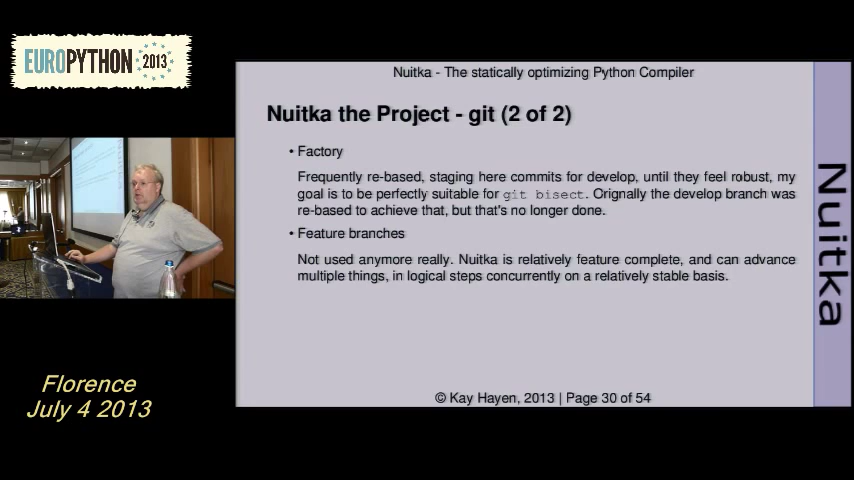 EUROPYTHON 2013
Nuitka - The statically optimizing Python Compiler
Nuitka the Project - git (2 of 2)
• Factory
Frequently re-based, staging here commits for develop, until they feel robust, my
goal is to be perfectly suitable for git bisect. Orignally the develop branch was
re-based to achieve that, but that's no longer done.
• Feature branches
Not used anymore really. Nuitka is relatively feature complete, and can advance
multiple things, in logical steps concurrently on a relatively stable basis.
© Kay Hayen, 2013 | Page 30 of 54
Nuitka
Florence
July 4 2013